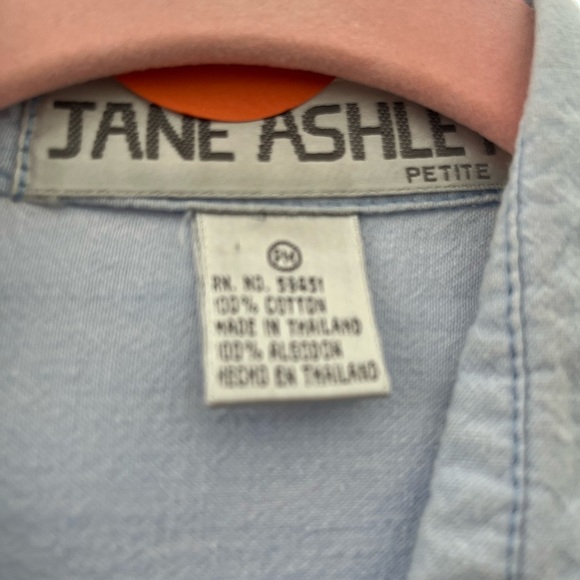 JANE ASHLEY
PETITE
PM
RN. NO. 59431
100% COTTON
MADE IN THAILAND
100% ALGODON
HECHO EN THAILAND